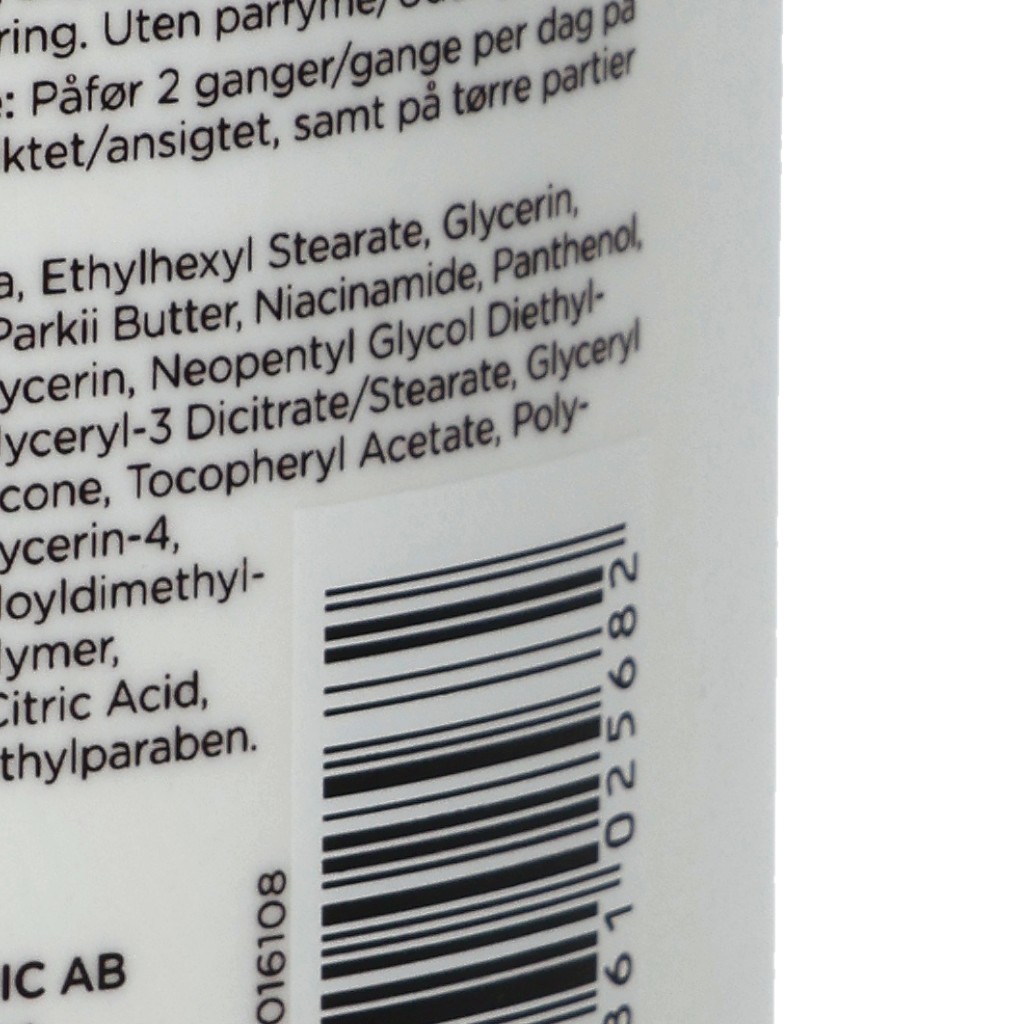 ring. Uten parfyme/
: Påfør 2 ganger/gange per dag på
ktet/ansigtet, samt på tørre partier
a, Ethylhexyl Stearate, Glycerin,
Parkii Butter, Niacinamide, Panthenol,
ycerin, Neopentyl Glycol Diethyl-
lyceryl-3 Dicitrate/Stearate, Glyceryl
cone, Tocopheryl Acetate, Poly-
ycerin-4,
loyldimethyl-
lymer,
Citric Acid,
thylparaben.
IC AB
016108
361025682